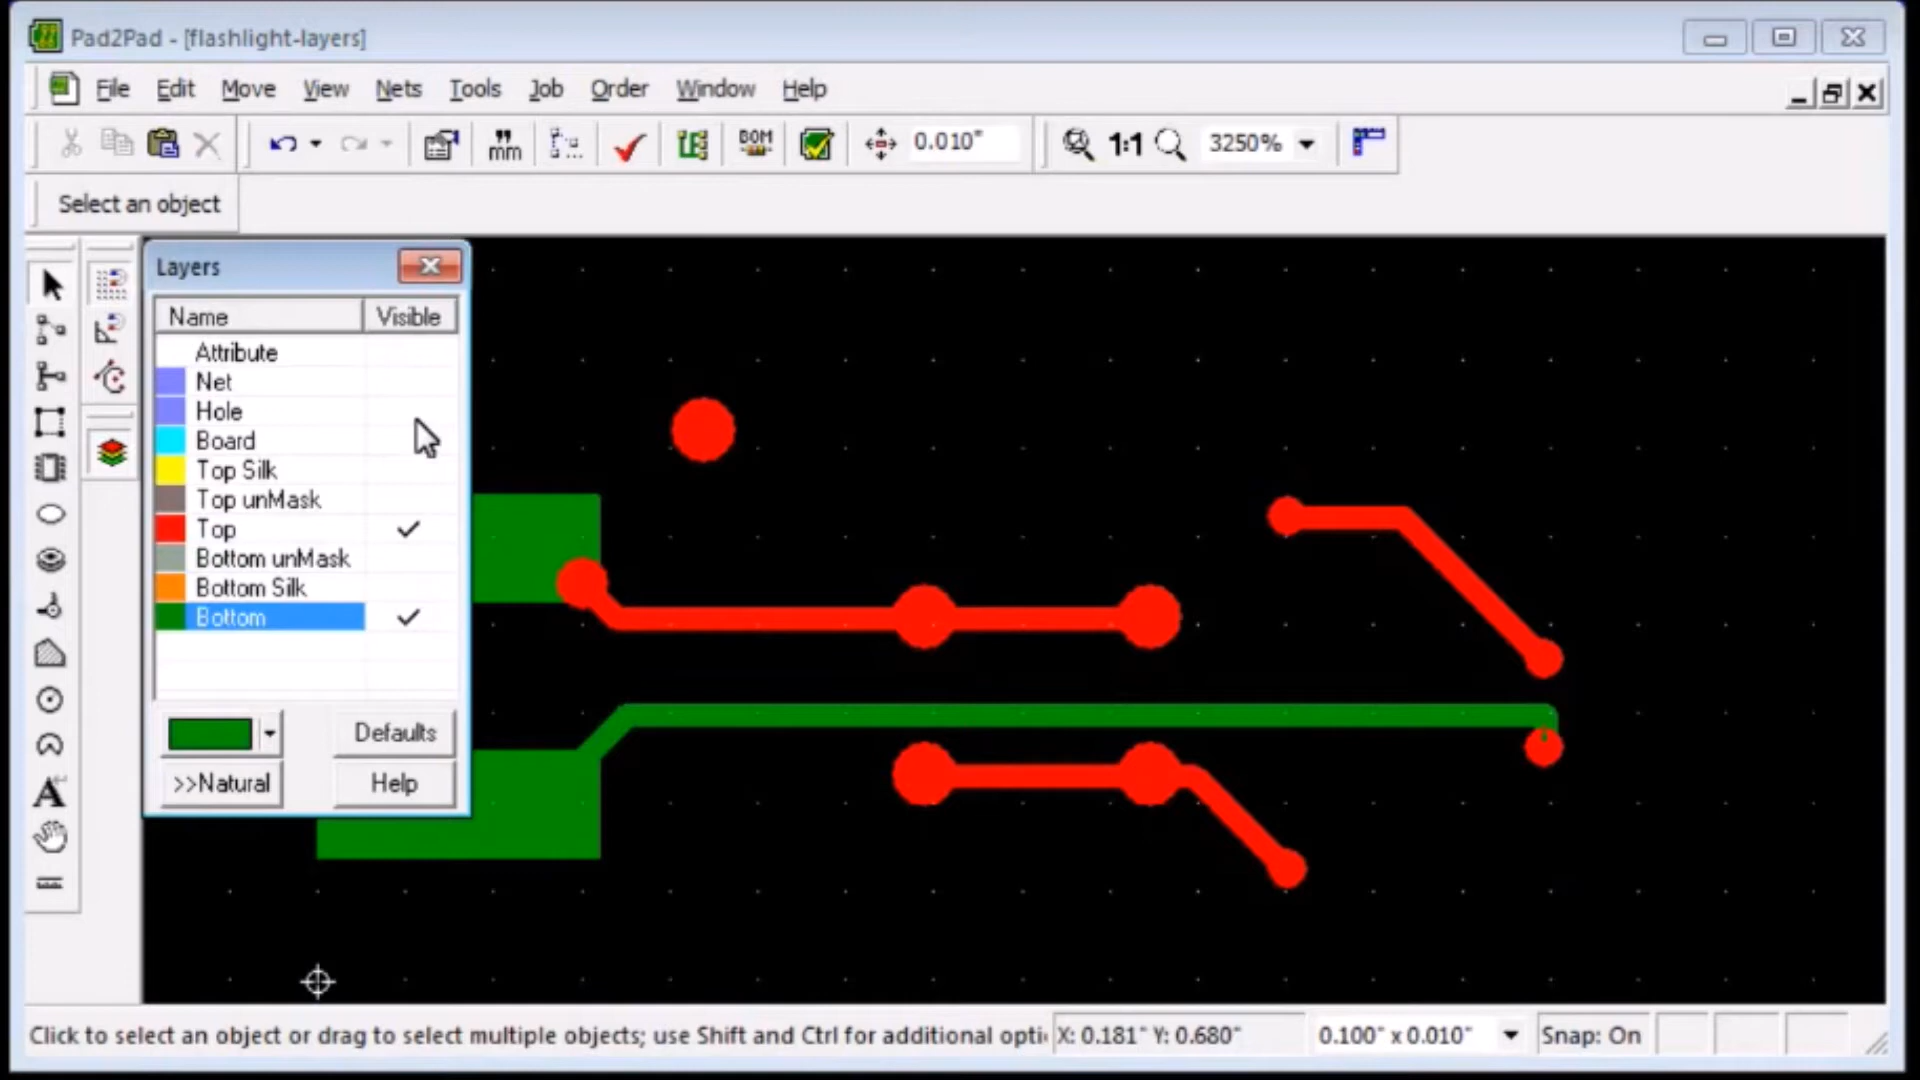 Pad2Pad - [flashlight-layers]
File Edit Move View Nets Tools Job Order Window Help
mm BOM 0.010" 1:1 3250%
Select an object
Layers
Name Visible
Attribute
Net
Hole
Board
Top Silk
Top unMask
Top
Bottom unMask
Bottom Silk
Bottom
Defaults
>>Natural Help
A
Click to select an object or drag to select multiple objects; use Shift and Ctrl for additional opti X: 0.181" Y: 0.680" 0.100" x 0.010" Snap: On